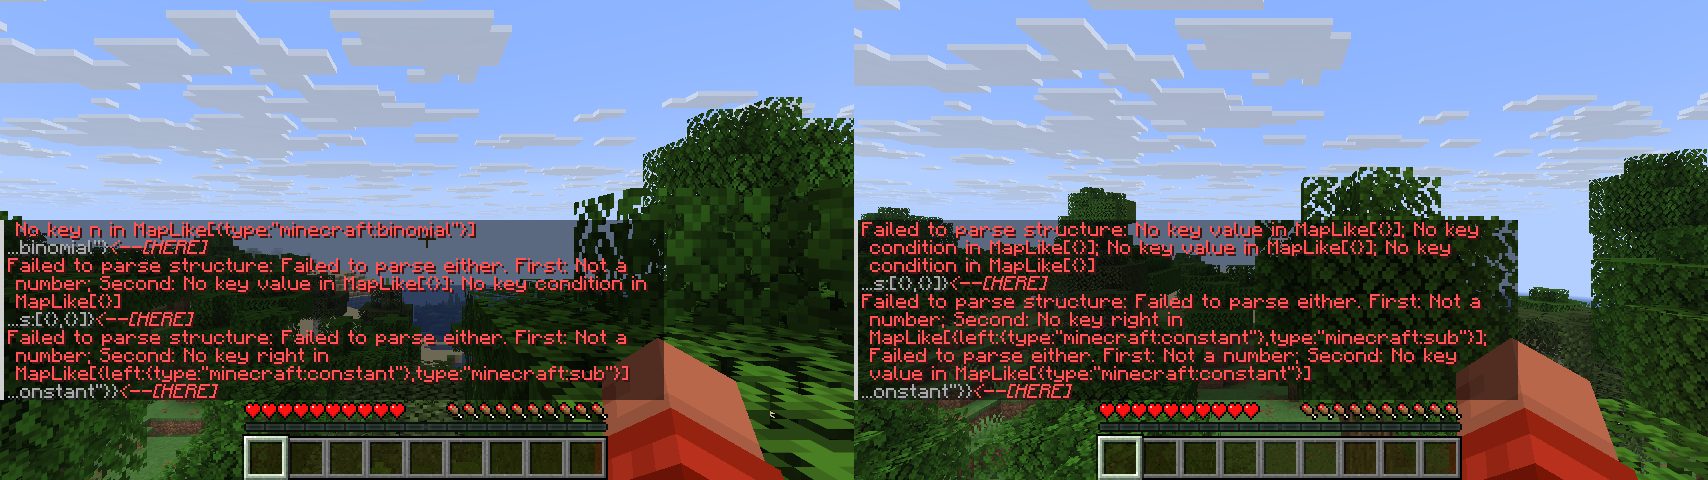 No key n in MapLike[{type:"minecraft:binomial"}]
...binomial"}<--[HERE]
Failed to parse structure: Failed to parse either. First: Not a
number; Second: No key value in MapLike[{}]; No key condition in
MapLike[{}]
...s:[{},{}]}<--[HERE]
Failed to parse structure: Failed to parse either. First: Not a
number; Second: No key right in
MapLike[{left:{type:"minecraft:constant"},type:"minecraft:sub"}]
...onstant"}}<--[HERE]
Failed to parse structure: No key value in MapLike[{}]; No key
condition in MapLike[{}]; No key value in MapLike[{}]; No key
condition in MapLike[{}]
...s:[{},{}]}<--[HERE]
Failed to parse structure: Failed to parse either. First: Not a
number; Second: No key right in
MapLike[{left:{type:"minecraft:constant"},type:"minecraft:sub"}];
Failed to parse either. First: Not a number; Second: No key
value in MapLike[{type:"minecraft:constant"}]
...onstant"}}<--[HERE]